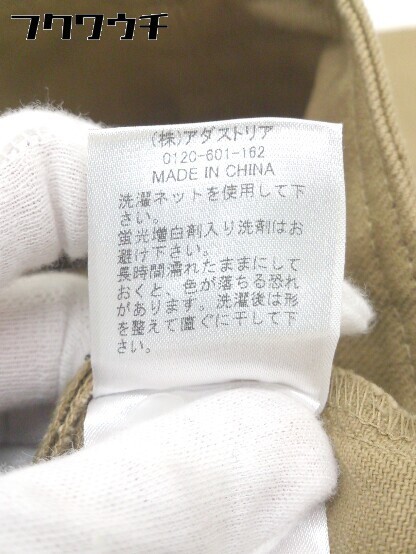 フクワウチ
(株)アダストリア
0120-601-162
MADE IN CHINA
洗濯ネットを使用して下
さい。
蛍光増白剤入り洗剤はお
避け下さい。
長時間濡れたままにして
おくと、色が落ちる恐れ
があります。洗濯後は形
を整えて直ぐに干して下
さい。